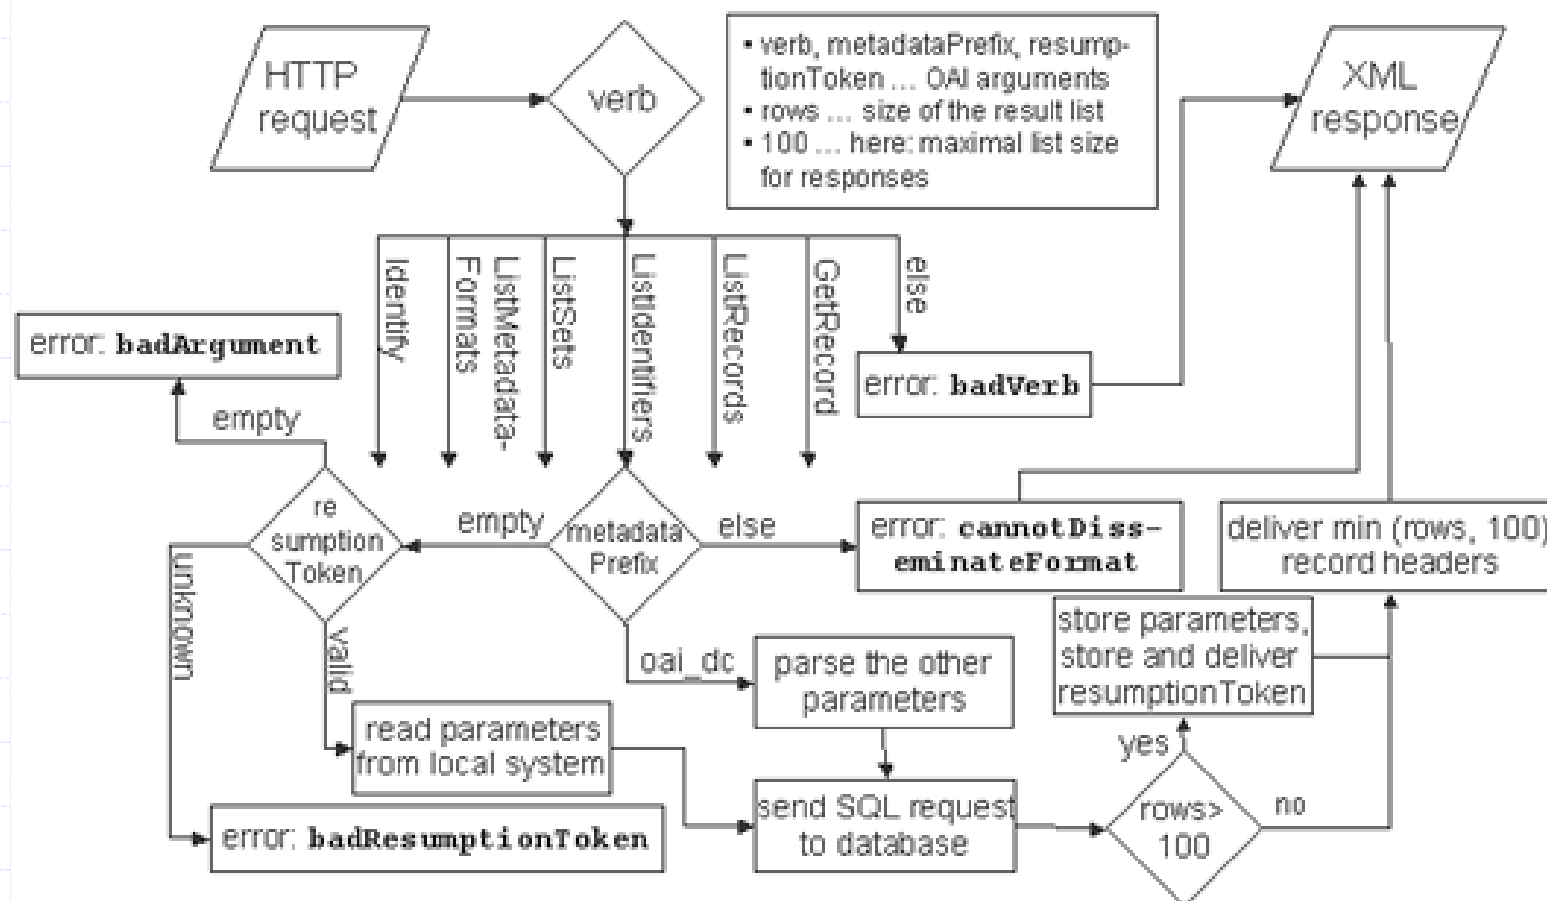 HTTP
request
verb
▪ verb, metadataPrefix, resump-
tionToken ... OAI arguments
▪ rows ... size of the result list
▪ 100 ... here: maximal list size
for responses
XML
response
Identify
ListMetadata-
Formats
ListSets
ListIdentifiers
ListRecords
GetRecord
else
error: badArgument
error: badVerb
empty
re
sumption
Token
empty
metadata
Prefix
else
error: cannotDiss-
eminateFormat
deliver min (rows, 100)
record headers
unknown
valid
oai_dc
parse the other
parameters
store parameters,
store and deliver
resumptionToken
read parameters
from local system
yes
send SQL request
to database
rows>
100
no
error: badResumptionToken